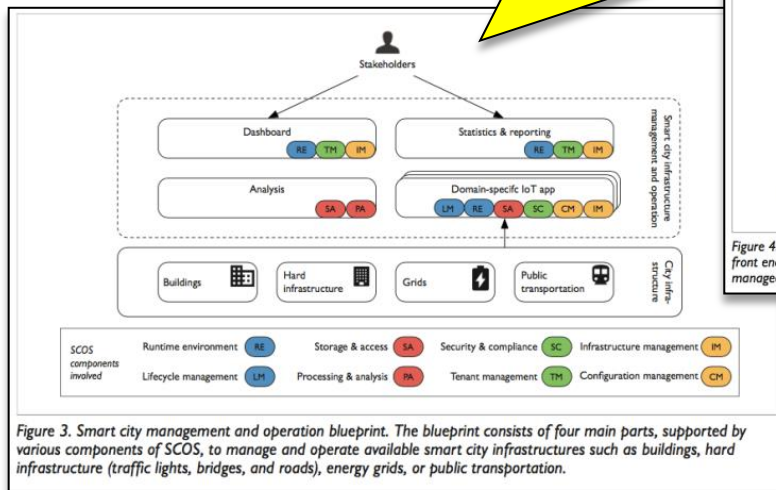 Stakeholders
Dashboard
RE TM IM
Statistics & reporting
RE TM IM
Analysis
SA PA
Domain-specifc IoT app
LM RE SA SC CM IM
Smart city infrastructure
management and operation
Buildings
Hard
infrastructure
Grids
Public
transportation
City infra-
structure
SCOS
components
involved
Runtime environment RE Storage & access SA Security & compliance SC Infrastructure management IM
Lifecycle management LM Processing & analysis PA Tenant management TM Configuration management CM
Figure 3. Smart city management and operation blueprint. The blueprint consists of four main parts, supported by
various components of SCOS, to manage and operate available smart city infrastructures such as buildings, hard
infrastructure (traffic lights, bridges, and roads), energy grids, or public transportation.
Figure 4.
front en
manage